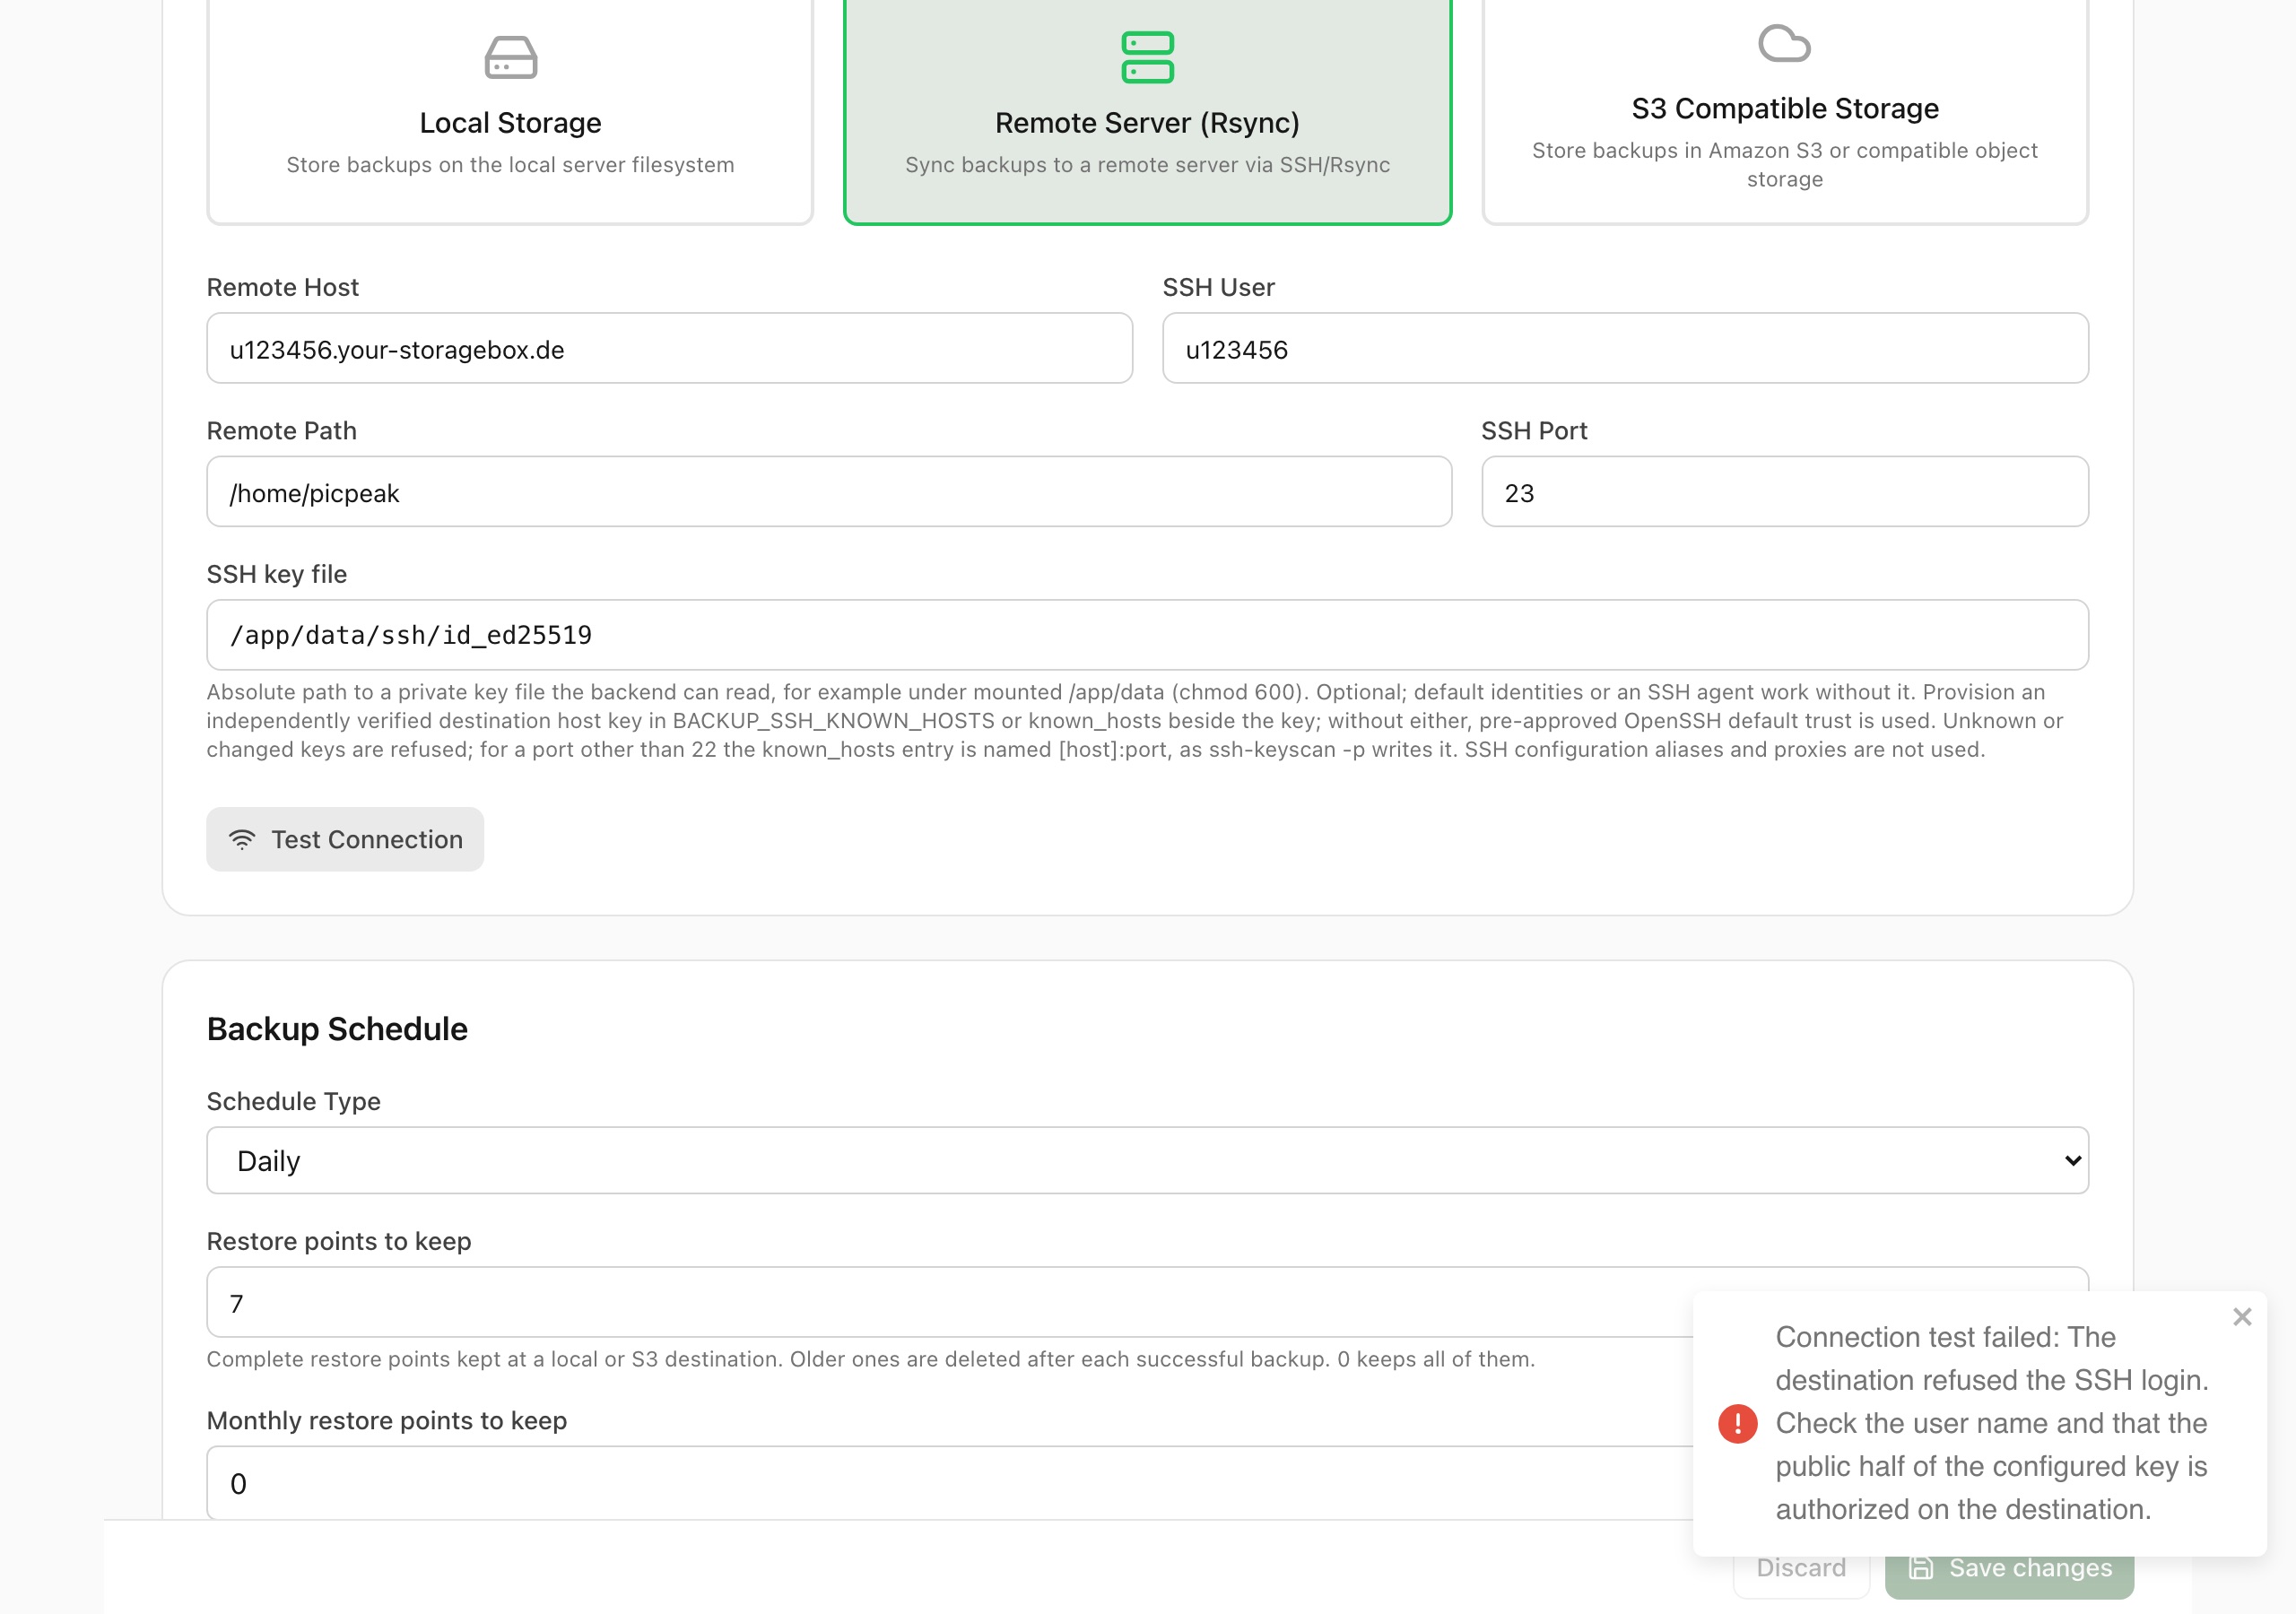 Local Storage
Store backups on the local server filesystem
Remote Server (Rsync)
Sync backups to a remote server via SSH/Rsync
S3 Compatible Storage
Store backups in Amazon S3 or compatible object
storage
Remote Host
SSH User
u123456.your-storagebox.de
u123456
Remote Path
SSH Port
/home/picpeak
23
SSH key file
/app/data/ssh/id_ed25519
Absolute path to a private key file the backend can read, for example under mounted /app/data (chmod 600). Optional; default identities or an SSH agent work without it. Provision an
independently verified destination host key in BACKUP_SSH_KNOWN_HOSTS or known_hosts beside the key; without either, pre-approved OpenSSH default trust is used. Unknown or
changed keys are refused; for a port other than 22 the known_hosts entry is named [host]:port, as ssh-keyscan -p writes it. SSH configuration aliases and proxies are not used.
Test Connection
Backup Schedule
Schedule Type
Daily
Restore points to keep
7
Complete restore points kept at a local or S3 destination. Older ones are deleted after each successful backup. 0 keeps all of them.
Monthly restore points to keep
0
Connection test failed: The
destination refused the SSH login.
Check the user name and that the
public half of the configured key is
authorized on the destination.
Discard
Save changes